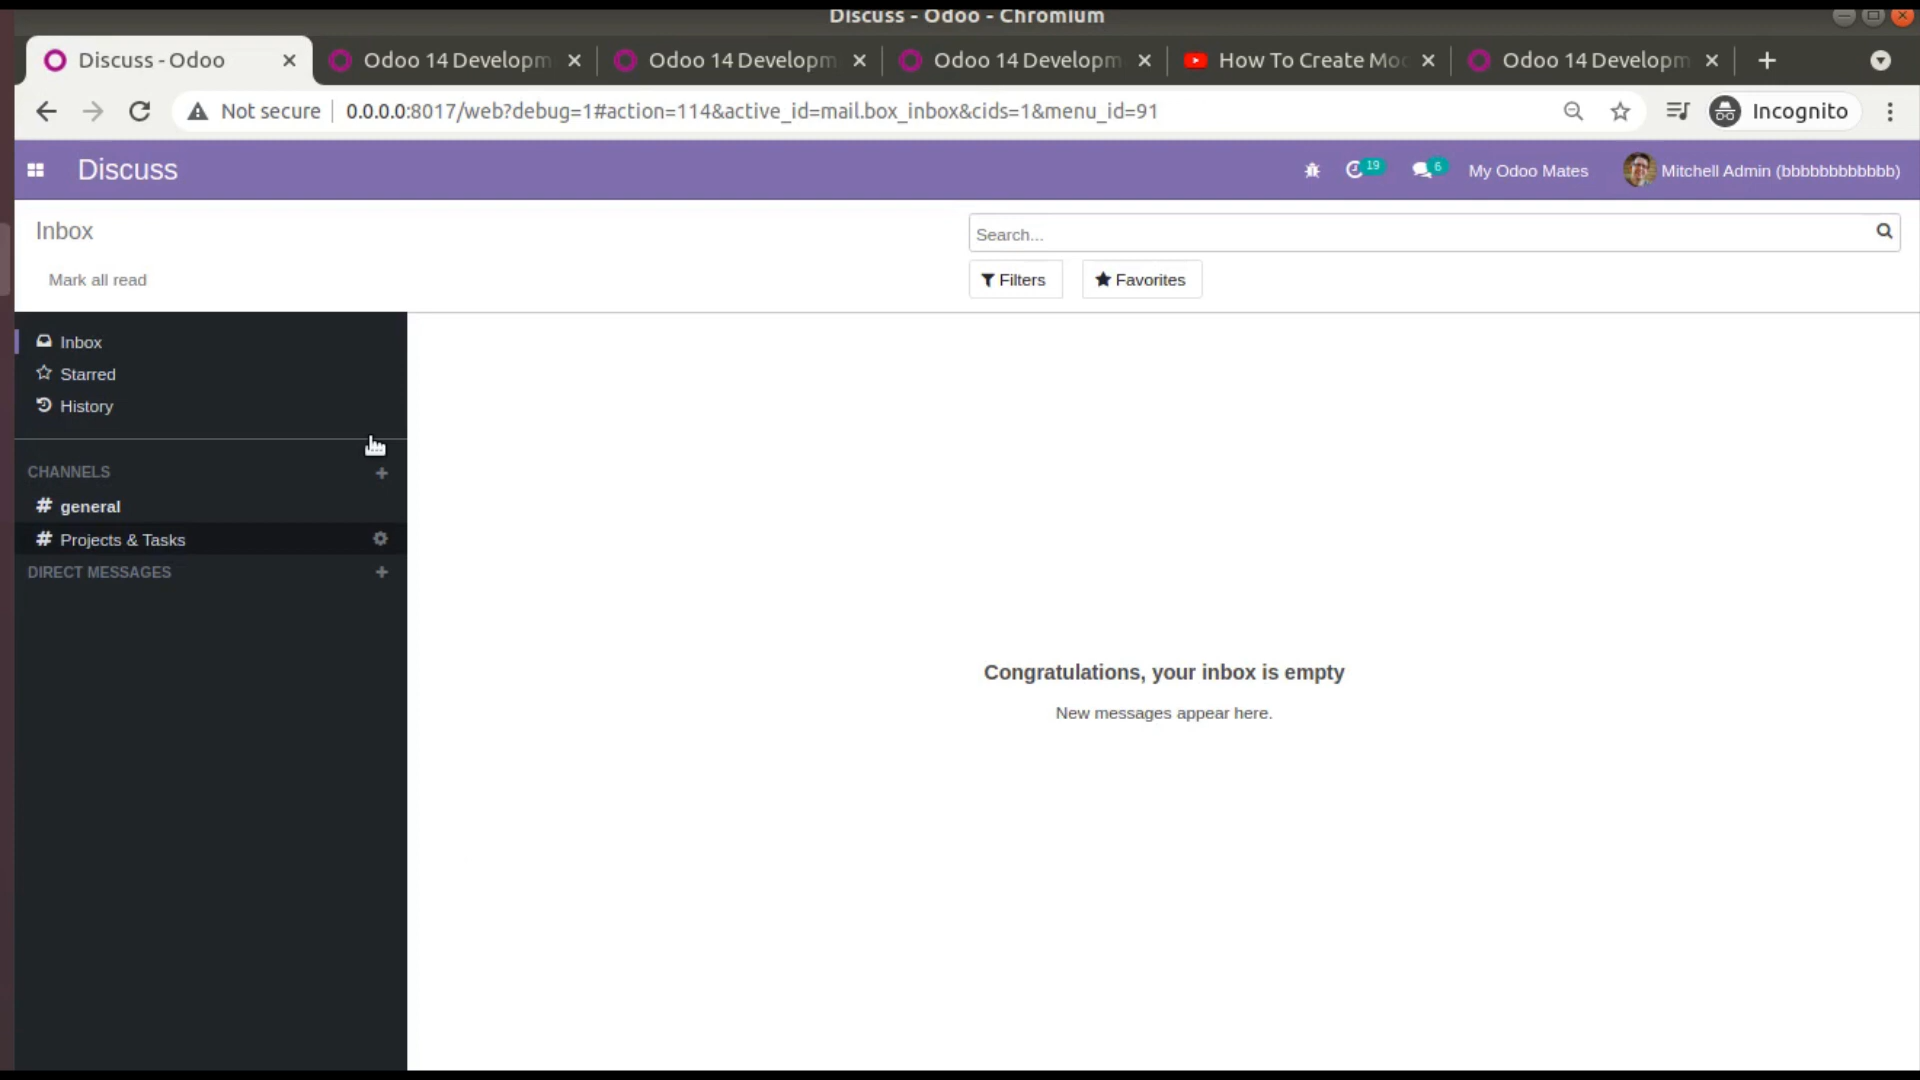 Discuss - Odoo - Chromium
Discuss - Odoo
Odoo 14 Developm
Odoo 14 Developm
Odoo 14 Developm
How To Create Mo
Odoo 14 Developm
Not secure
0.0.0.0:8017/web?debug=1#action=114&active_id=mail.box_inbox&cids=1&menu_id=91
Incognito
Discuss
19
6
My Odoo Mates
Mitchell Admin (bbbbbbbbbbbb)
Inbox
Search...
Mark all read
Filters
Favorites
Inbox
Starred
History
CHANNELS
# general
# Projects & Tasks
DIRECT MESSAGES
Congratulations, your inbox is empty
New messages appear here.